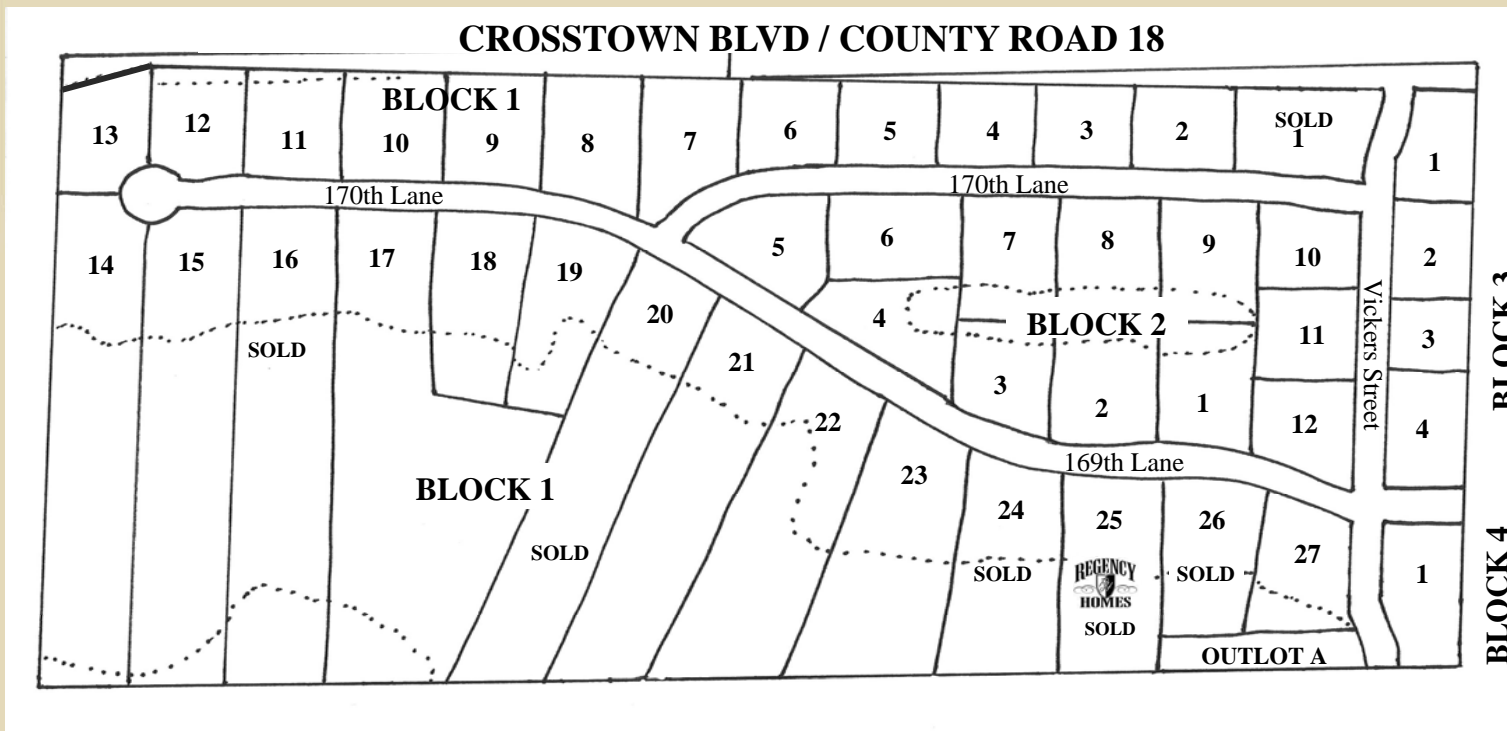 CROSSTOWN BLVD / COUNTY ROAD 18
BLOCK 1
13
12
11
10
9
8
7
6
5
4
3
2
SOLD
1
1
170th Lane
170th Lane
14
15
16
17
18
19
20
21
22
23
24
25
26
27
SOLD
BLOCK 1
SOLD
SOLD
REGENCY
HOMES
SOLD
SOLD
OUTLOT A
5
6
7
8
9
10
4
BLOCK 2
11
3
2
1
12
169th Lane
Vickers Street
2
3
4
BLOCK 3
1
BLOCK 4